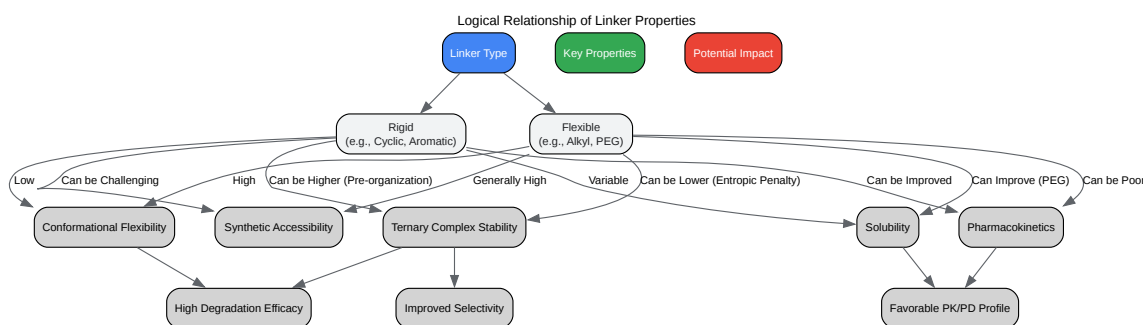 Logical Relationship of Linker Properties
Linker Type
Key Properties
Potential Impact
Rigid
(e.g., Cyclic, Aromatic)
Flexible
(e.g., Alkyl, PEG)
Low
Can be Challenging
High
Can be Higher (Pre-organization)
Generally High
Variable
Can be Lower (Entropic Penalty)
Can be Improved
Can Improve (PEG)
Can be Poor
Conformational Flexibility
Synthetic Accessibility
Ternary Complex Stability
Solubility
Pharmacokinetics
High Degradation Efficacy
Improved Selectivity
Favorable PK/PD Profile